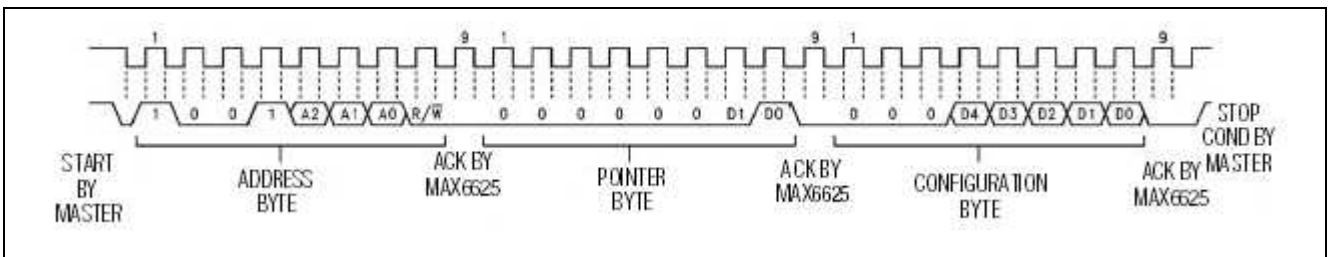 1 9 1 9 1 9
1 0 0 1 A2 A1 A0 R/W 0 0 0 0 0 0 D1 D0 0 0 0 D4 D3 D2 D1 D0 STOP
COND BY
MASTER
START
BY
MASTER
ADDRESS
BYTE
ACK BY
MAX6625
POINTER
BYTE
ACK BY
MAX6625
CONFIGURATION
BYTE
ACK BY
MAX6625